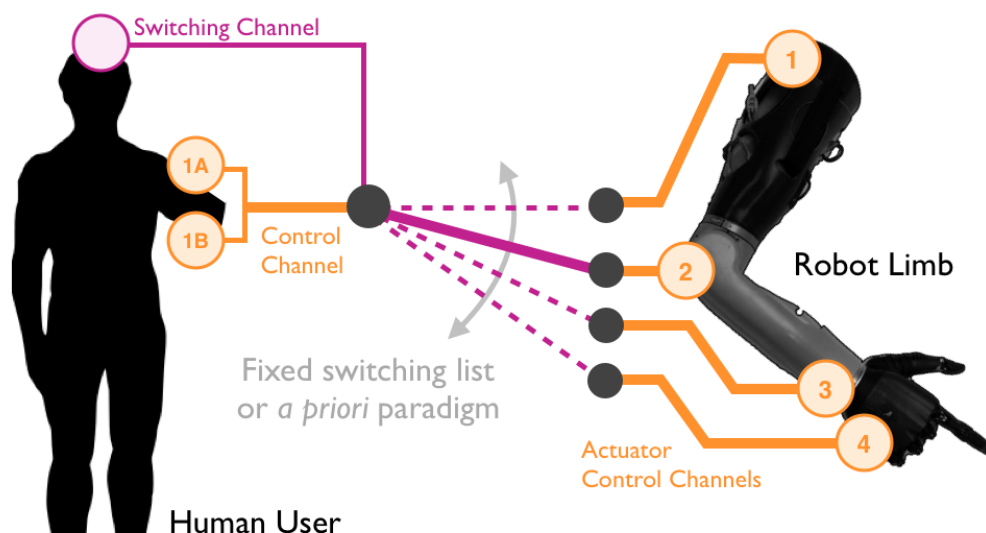 Switching Channel
1
1A
1B
Control
Channel
2
Robot Limb
Fixed switching list
or a priori paradigm
3
4
Actuator
Control Channels
Human User